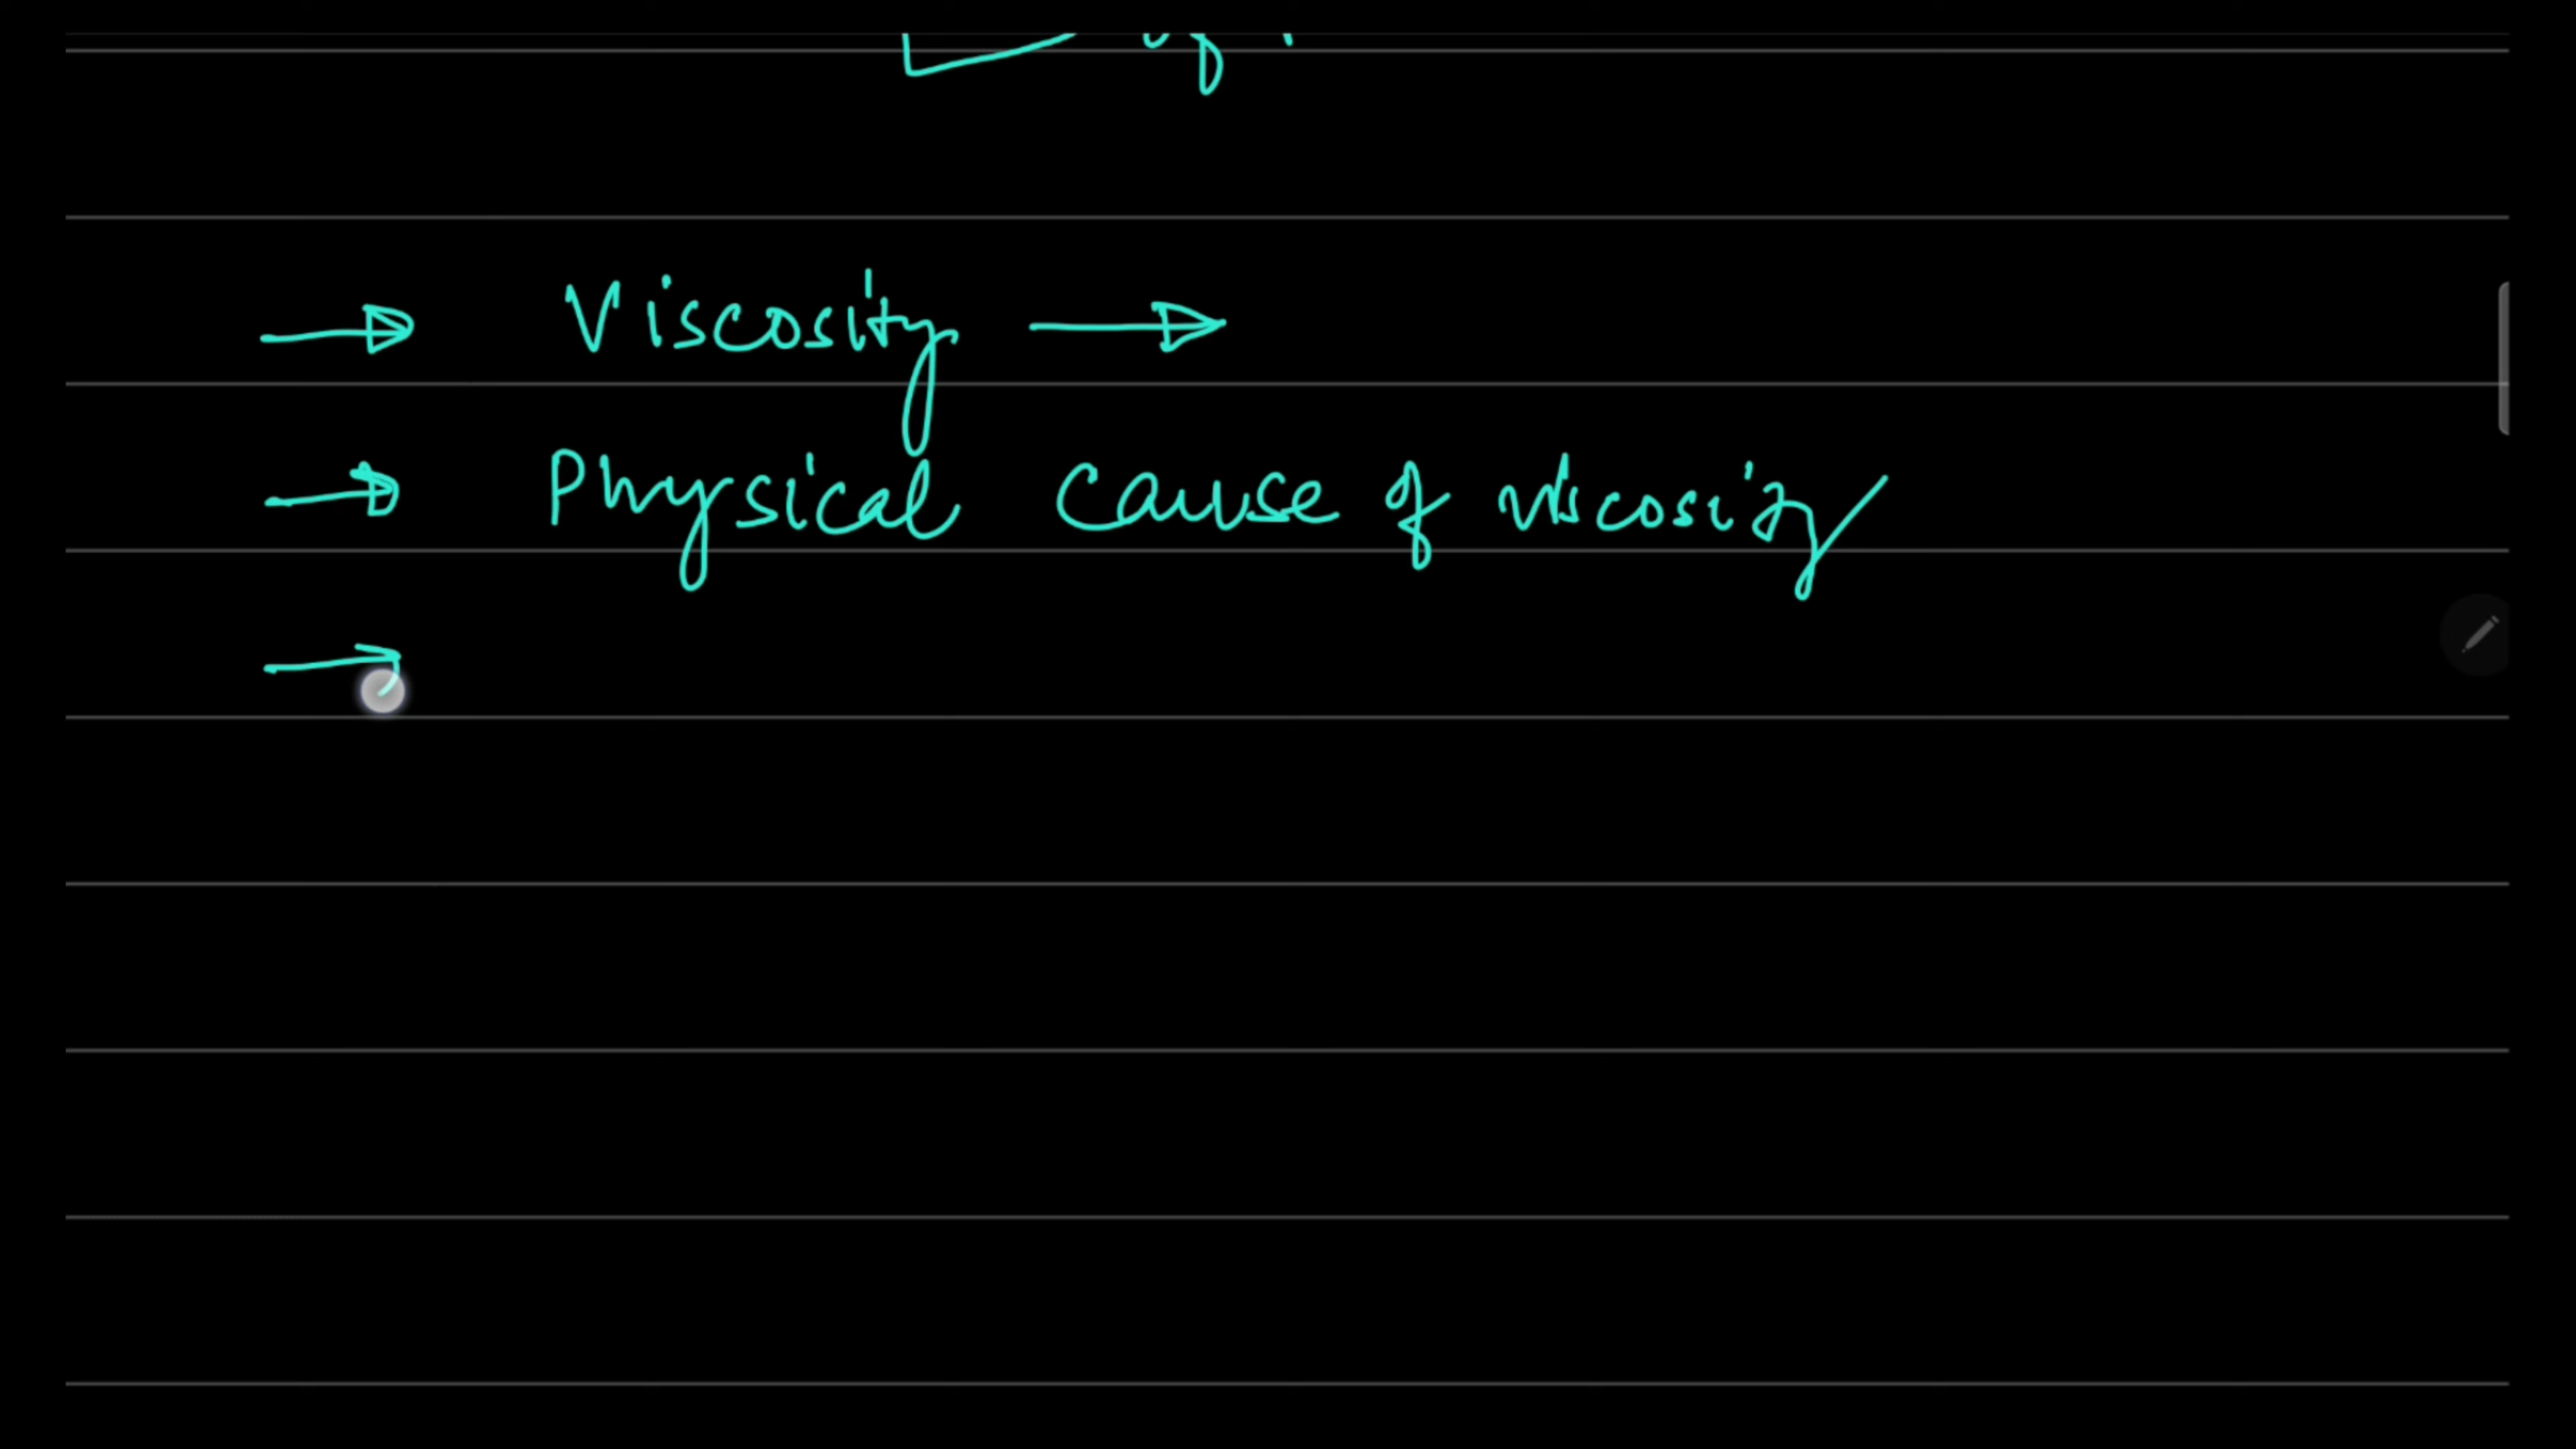 → Viscosity →
→ Physical cause of viscosity
→